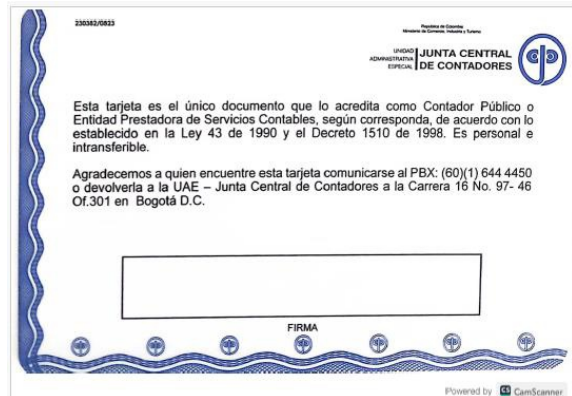 230382/0823
República de Colombia
Ministerio de Comercio, Industria y Turismo
UNIDAD
ADMINISTRATIVA
ESPECIAL
JUNTA CENTRAL
DE CONTADORES
Esta tarjeta es el único documento que lo acredita como Contador Público o
Entidad Prestadora de Servicios Contables, según corresponda, de acuerdo con lo
establecido en la Ley 43 de 1990 y el Decreto 1510 de 1998. Es personal e
intransferible.
Agradecemos a quien encuentre esta tarjeta comunicarse al PBX: (60)(1) 644 4450
o devolverla a la UAE – Junta Central de Contadores a la Carrera 16 No. 97- 46
Of.301 en Bogotá D.C.
FIRMA
Powered by CS CamScanner